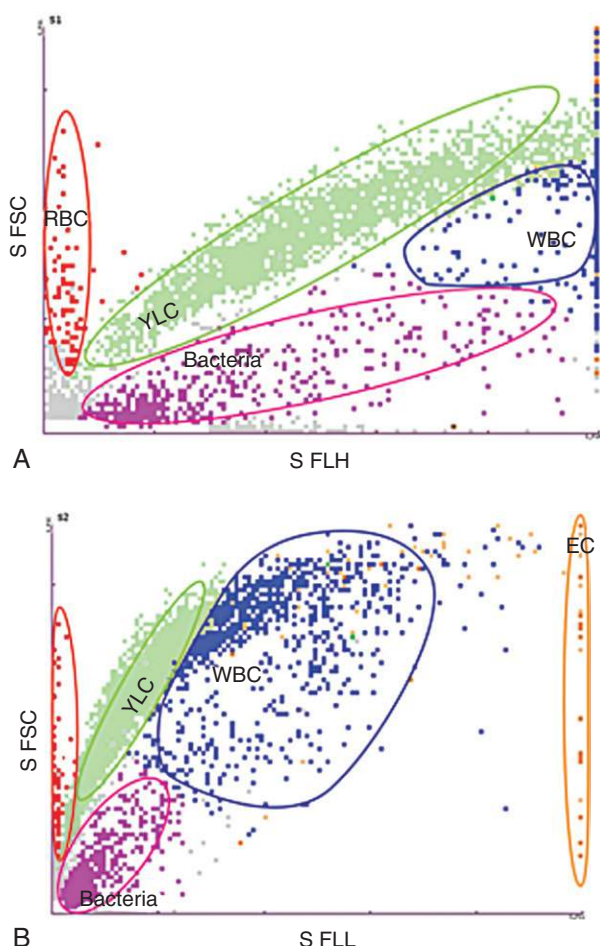 S1
S FSC
RBC
YLC
WBC
Bacteria
A
S FLH
S2
S FSC
EC
YLC
WBC
Bacteria
B
S FLL